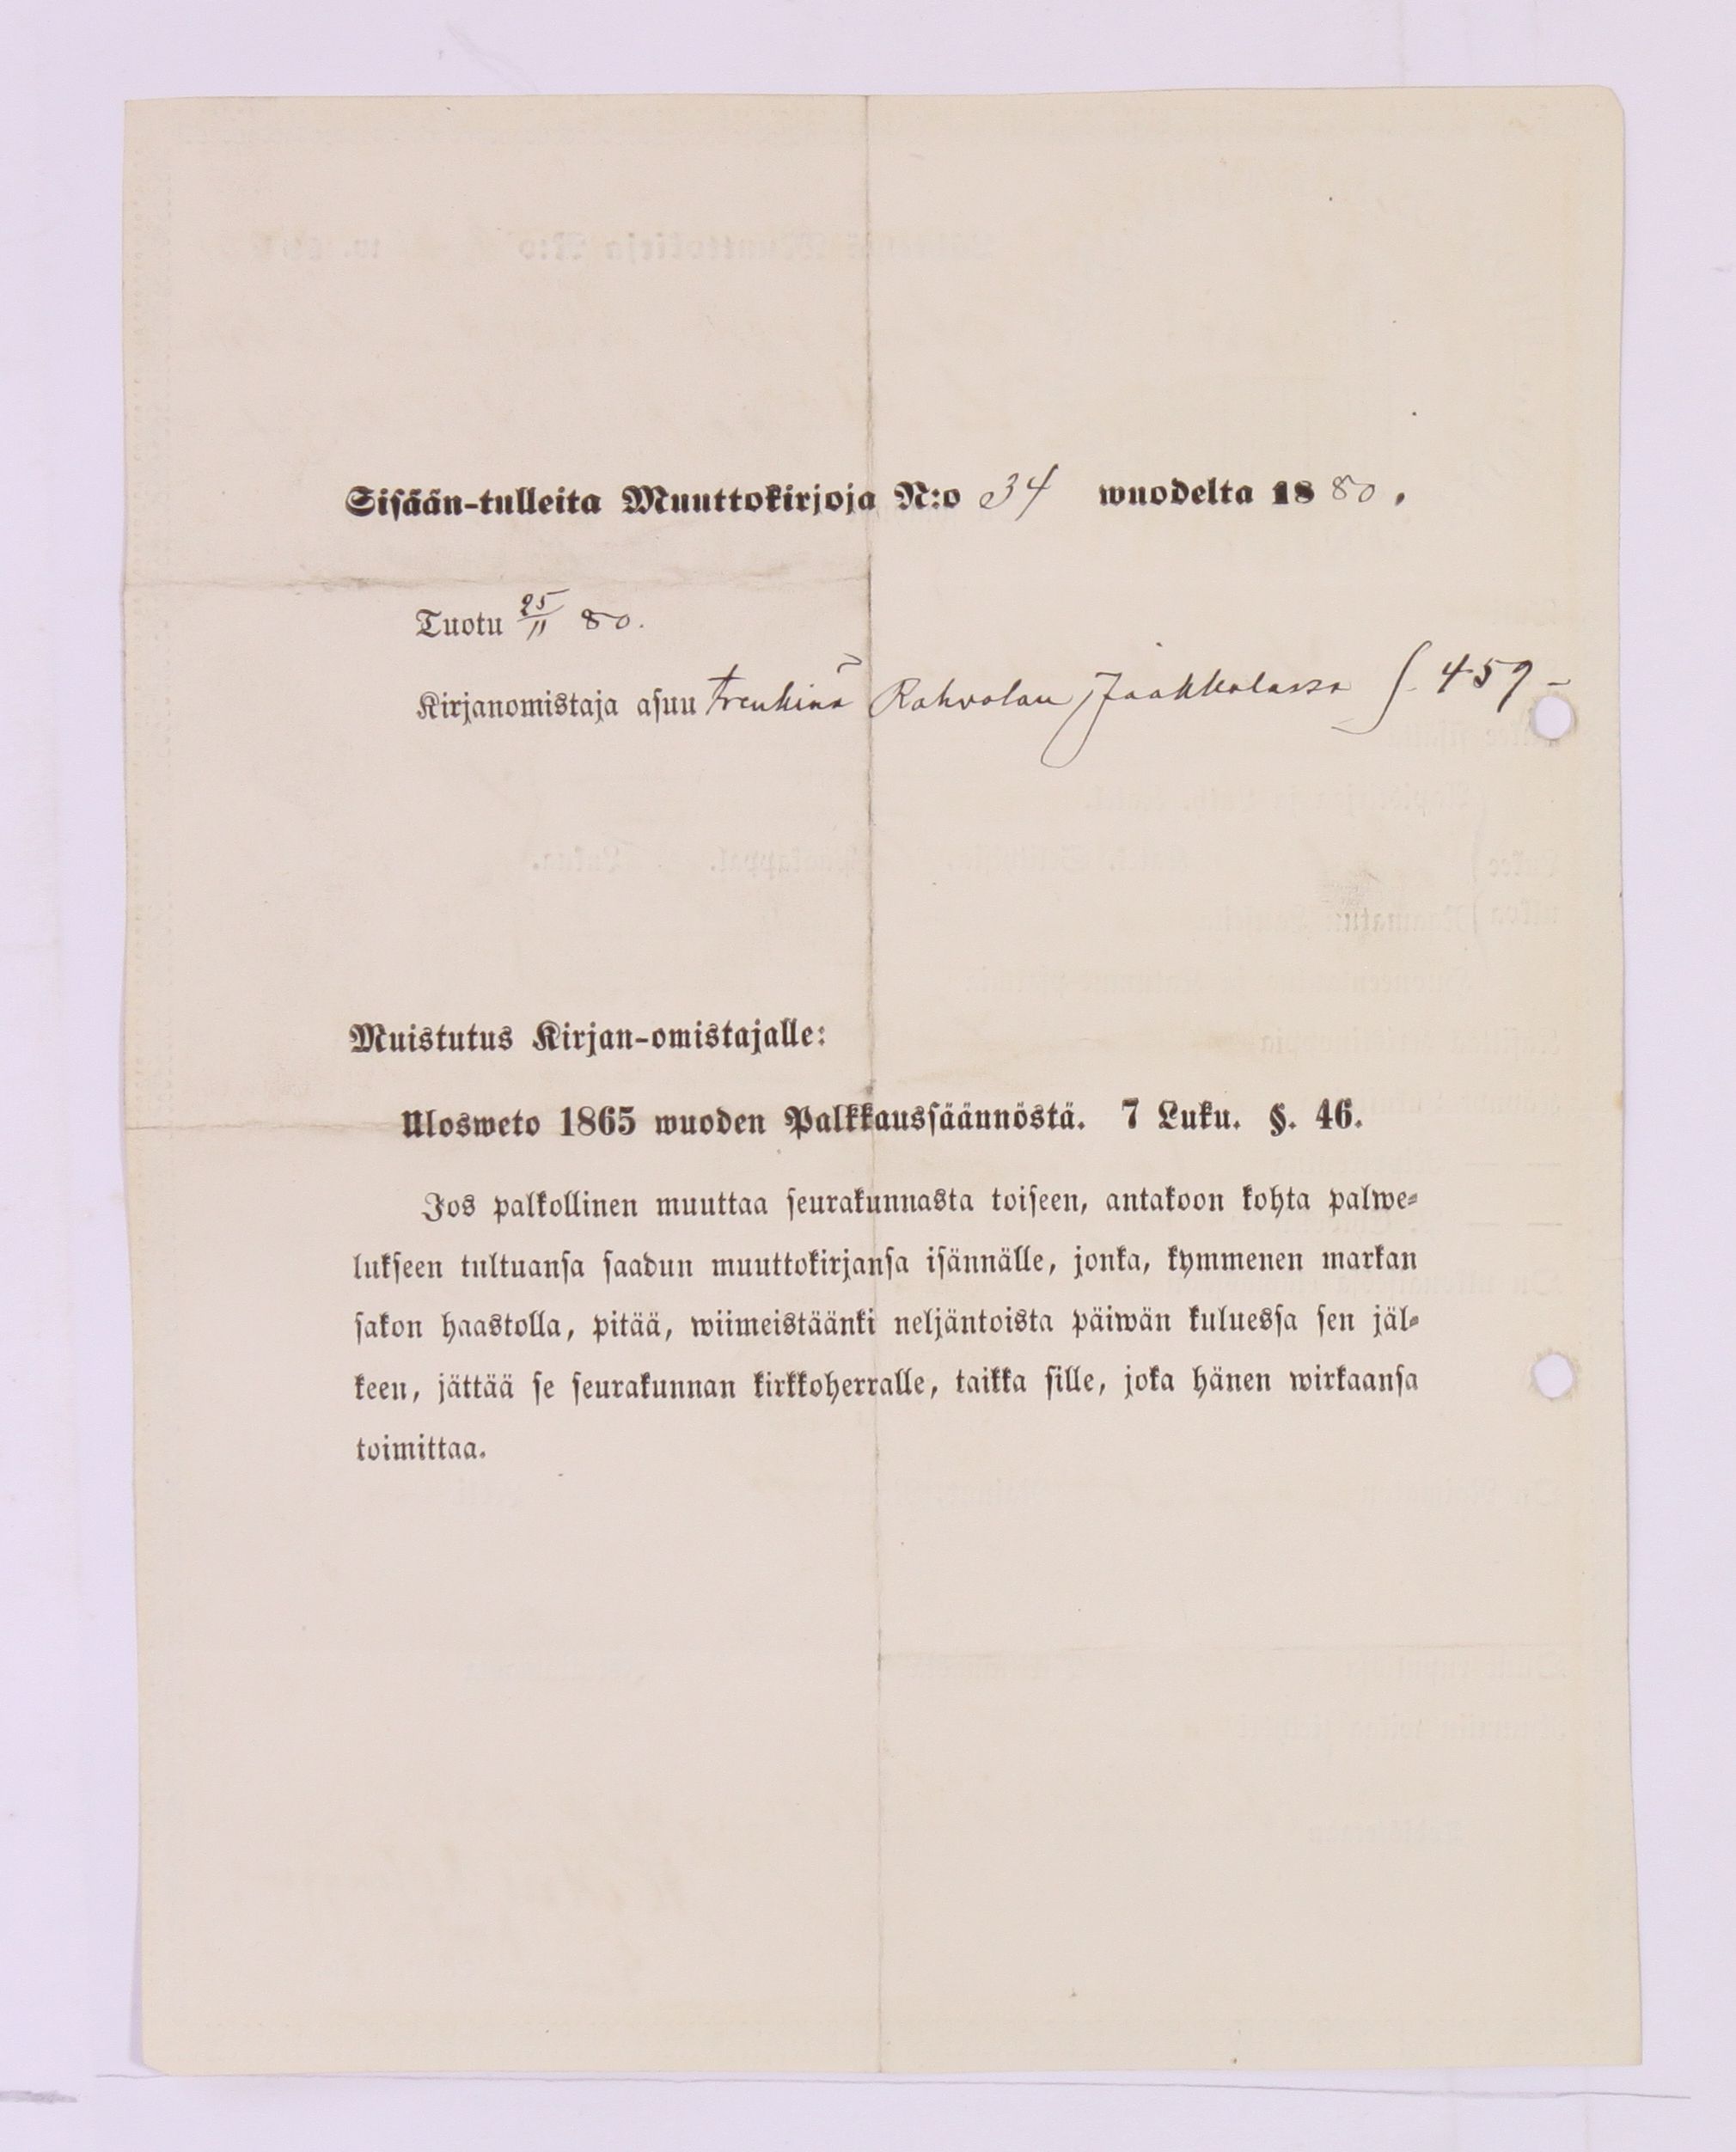 Sisään-tulleita Muuttokirjoja N:o 34 wuodelta 1880.
Tuotu 25/11 80.
Kirjanomistaja asuu trenkinä Rahvolan Jaakkolassa S. 459 -
Muistutus Kirjan-omistajalle:
Ulosweto 1865 wuoden Palkkaussäännöstä. 7 Luku. §. 46.
Jos palkollinen muuttaa seurakunnasta toiseen, antakoon kohta palwe-
lukseen tultuansa saadun muuttokirjansa isännälle, jonka, kymmenen markan
sakon haastolla, pitää, wiimeistäänki neljäntoista päiwän kuluessa sen jäl-
keen, jättää se seurakunnan kirkkoherralle, taikka sille, joka hänen wirkaansa
toimittaa.